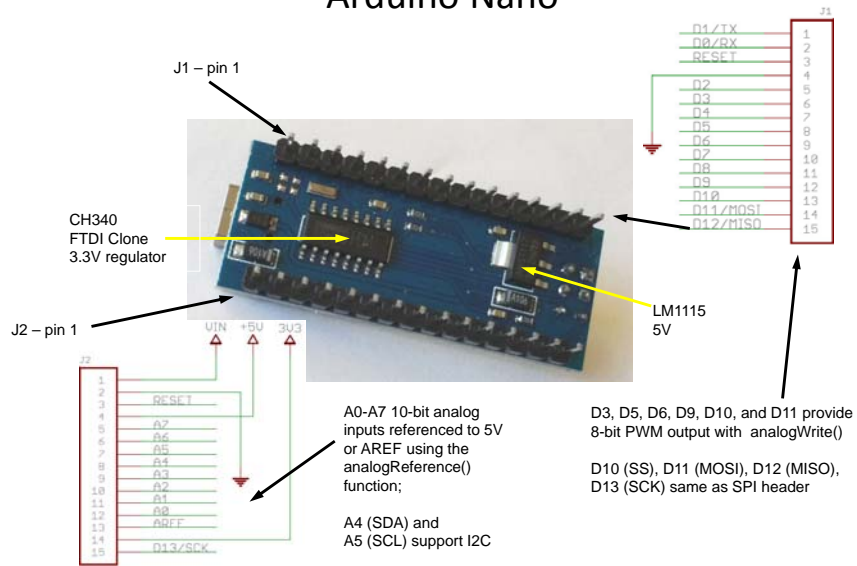 Arduino Nano
J1
D1/TX 1
D0/RX 2
RESET 3
4
D2 5
D3 6
D4 7
D5 8
D6 9
D7 10
D8 11
D9 12
D10 13
D11/MOSI 14
D12/MISO 15
J1 – pin 1
CH340
FTDI Clone
3.3V regulator
LM1115
5V
J2 – pin 1
VIN +5V 3V3
J2
1
2
3 RESET
4
5 A7
6 A6
7 A5
8 A4
9 A3
10 A2
11 A1
12 A0
13 AREF
14
15 D13/SCK
A0-A7 10-bit analog
inputs referenced to 5V
or AREF using the
analogReference()
function;
A4 (SDA) and
A5 (SCL) support I2C
D3, D5, D6, D9, D10, and D11 provide
8-bit PWM output with analogWrite()
D10 (SS), D11 (MOSI), D12 (MISO),
D13 (SCK) same as SPI header